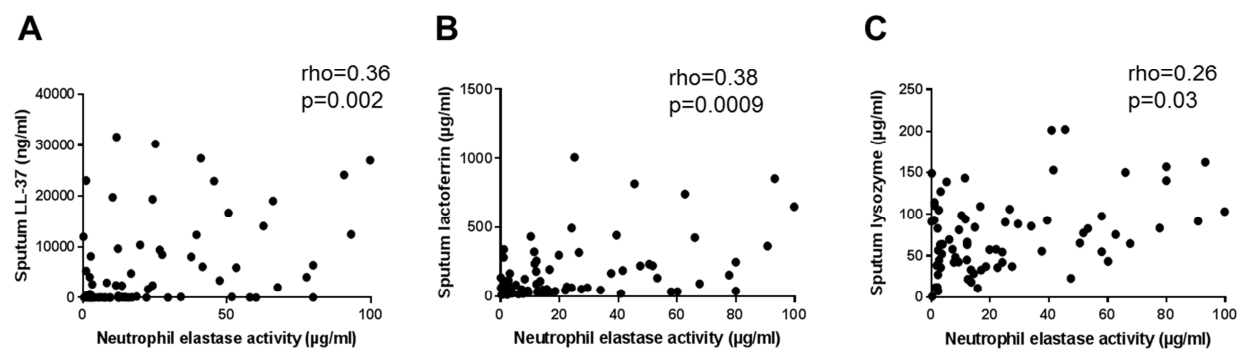 A
rho=0.36
p=0.002
Sputum LL-37 (ng/ml)
40000
30000
20000
10000
0
0
50
100
Neutrophil elastase activity (µg/ml)
B
rho=0.38
p=0.0009
Sputum lactoferrin (µg/ml)
1500
1000
500
0
0
20
40
60
80
100
Neutrophil elastase activity (µg/ml)
C
rho=0.26
p=0.03
Sputum lysozyme (µg/ml)
250
200
150
100
50
0
0
20
40
60
80
100
Neutrophil elastase activity (µg/ml)